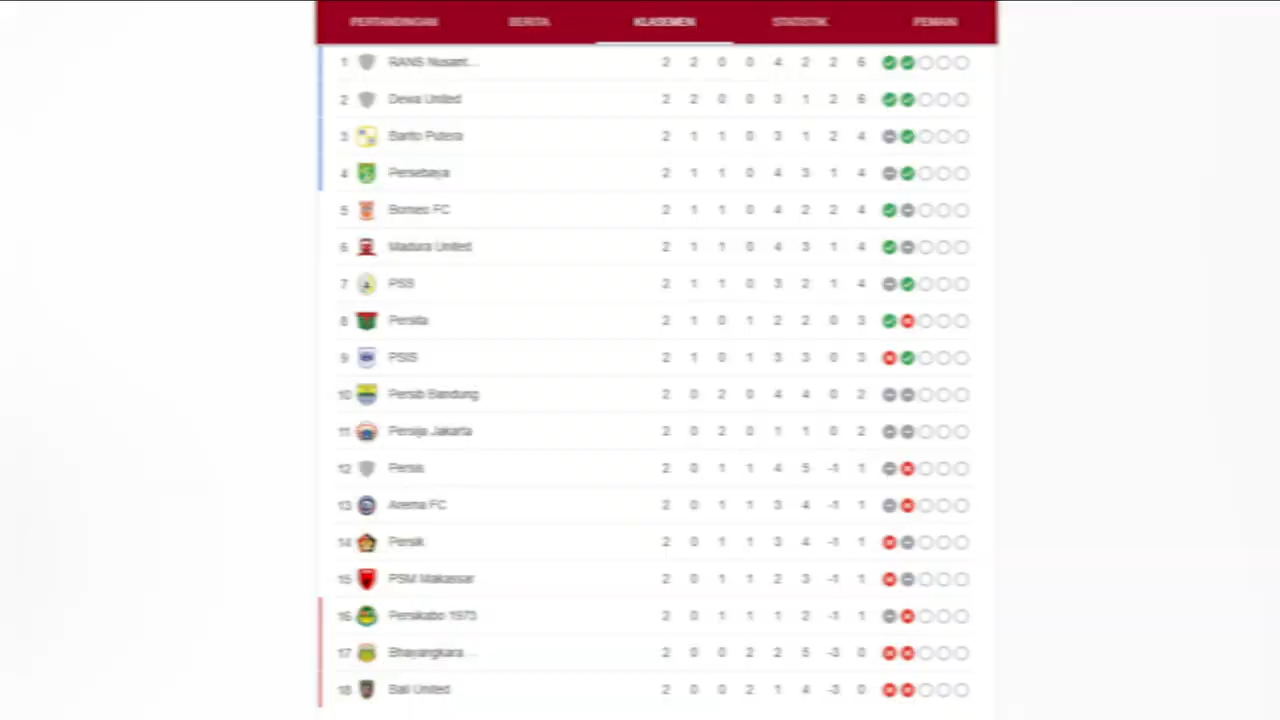 PERTANDINGAN BERITA KLASEMEN STATISTIK PEMAIN
1 RANS Nusant... 2 2 0 0 4 2 2 6
2 Dewa United 2 2 0 0 3 1 2 6
3 Barito Putera 2 1 1 0 3 1 2 4
4 Persebaya 2 1 1 0 4 3 1 4
5 Borneo FC 2 1 1 0 4 2 2 4
6 Madura United 2 1 1 0 4 3 1 4
7 PSS 2 1 1 0 3 2 1 4
8 Persita 2 1 0 1 2 2 0 3
9 PSIS 2 1 0 1 3 3 0 3
10 Persib Bandung 2 0 2 0 4 4 0 2
11 Persija Jakarta 2 0 2 0 1 1 0 2
12 Persis 2 0 1 1 4 5 -1 1
13 Arema FC 2 0 1 1 3 4 -1 1
14 Persik 2 0 1 1 3 4 -1 1
15 PSM Makassar 2 0 1 1 2 3 -1 1
16 Persikabo 1973 2 0 1 1 1 2 -1 1
17 Bhayangkara ... 2 0 0 2 2 5 -3 0
18 Bali United 2 0 0 2 1 4 -3 0